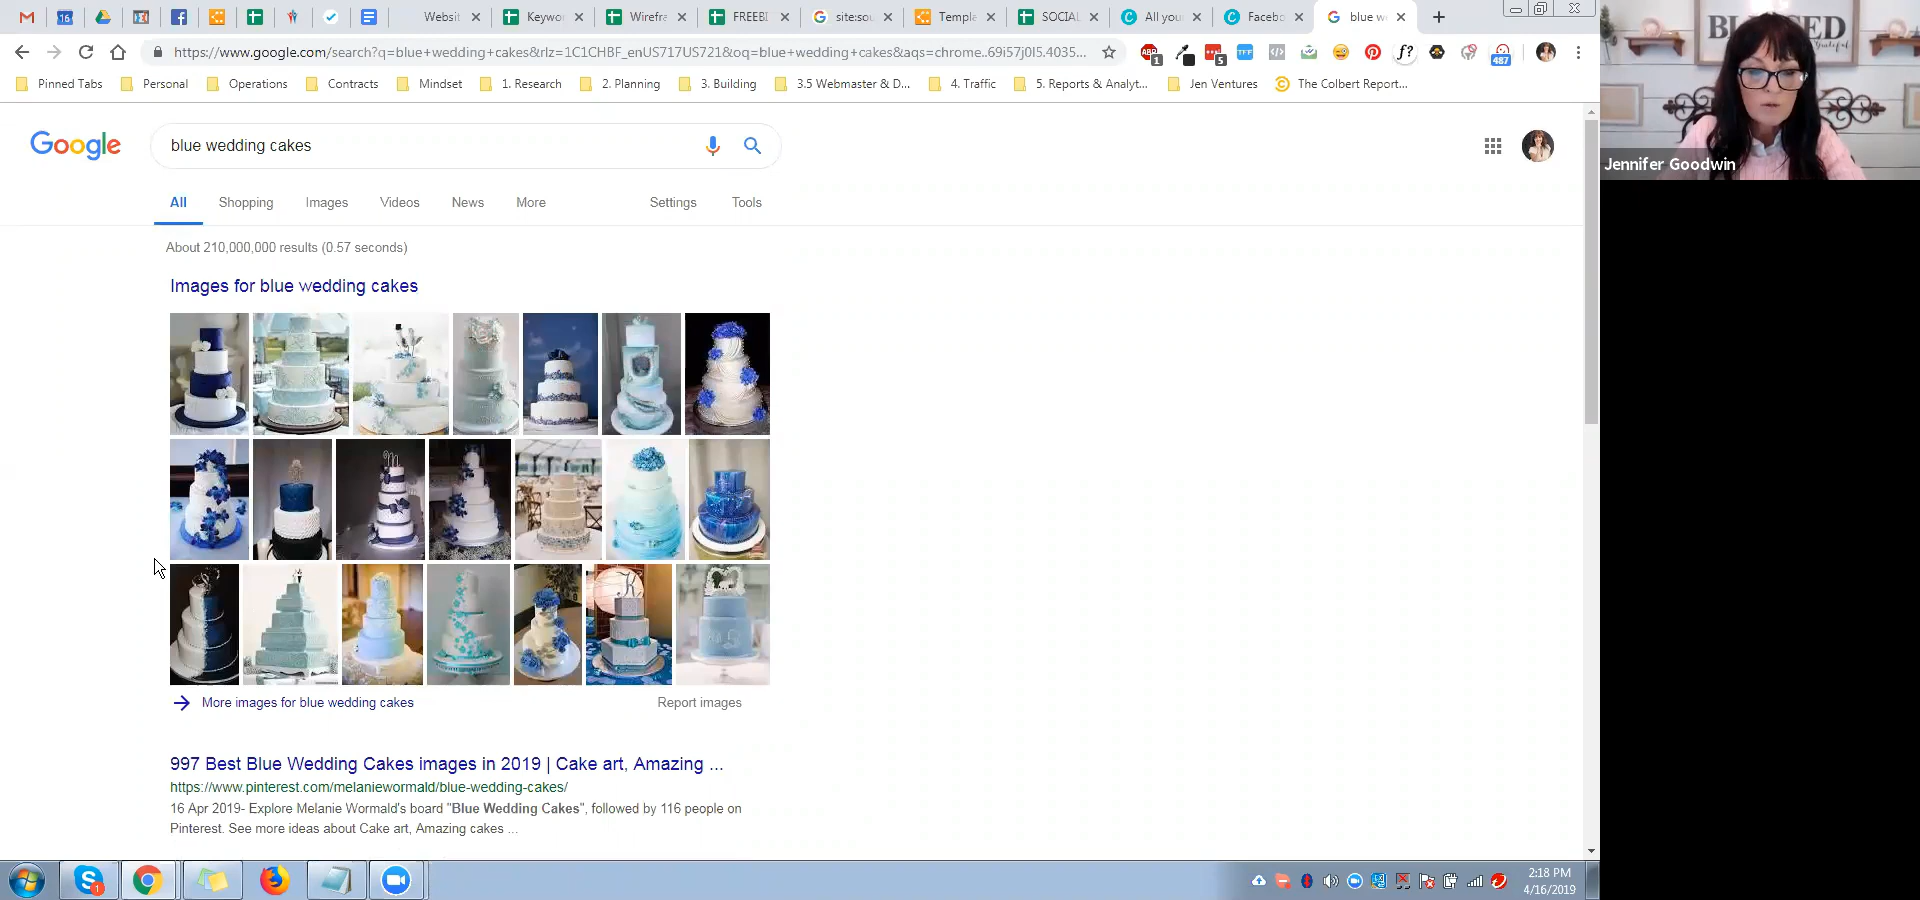 Websit
Keywo
Wirefra
FREEBI
site:sou
Templa
SOCIAL
All you
Facebo
blue w
https://www.google.com/search?q=blue+wedding+cakes&rlz=1C1CHBF_enUS717US721&oq=blue+wedding+cakes&aqs=chrome..69i57j0l5.4035...
Pinned Tabs
Personal
Operations
Contracts
Mindset
1. Research
2. Planning
3. Building
3.5 Webmaster & D...
4. Traffic
5. Reports & Analyt...
Jen Ventures
The Colbert Report...
Google
blue wedding cakes
All
Shopping
Images
Videos
News
More
Settings
Tools
About 210,000,000 results (0.57 seconds)
Images for blue wedding cakes
More images for blue wedding cakes
Report images
997 Best Blue Wedding Cakes images in 2019 | Cake art, Amazing ...
https://www.pinterest.com/melaniewormald/blue-wedding-cakes/
16 Apr 2019- Explore Melanie Wormald's board "Blue Wedding Cakes", followed by 116 people on
Pinterest. See more ideas about Cake art, Amazing cakes ...
2:18 PM
4/16/2019
BLESSED
Jennifer Goodwin